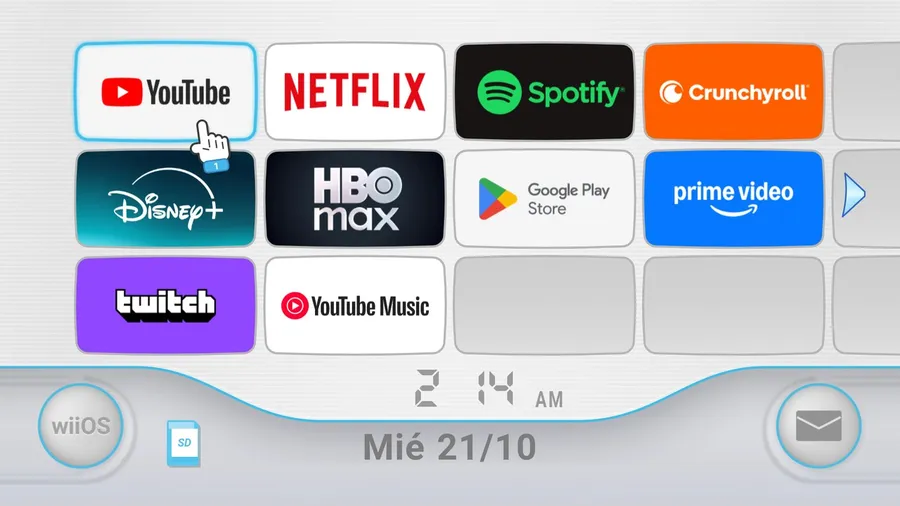 YouTube
NETFLIX
Spotify
Crunchyroll
1
Disney+
HBO
max
Google Play
Store
prime video
twitch
YouTube Music
2 14 AM
wiiOS
SD
Mié 21/10